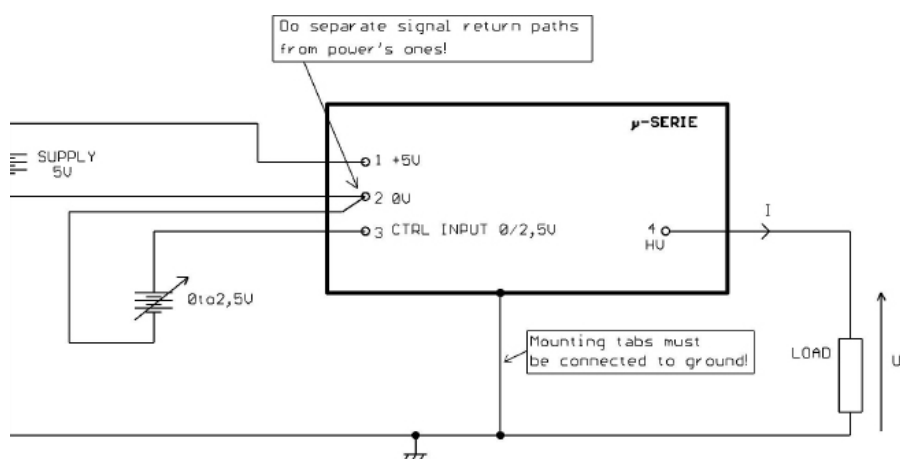 Do separate signal return paths
from power's ones!
µ-SERIE
SUPPLY
5V
1 +5V
2 0V
3 CTRL INPUT 0/2,5V
4
HV
I
0to2,5V
Mounting tabs must
be connected to ground!
LOAD
U